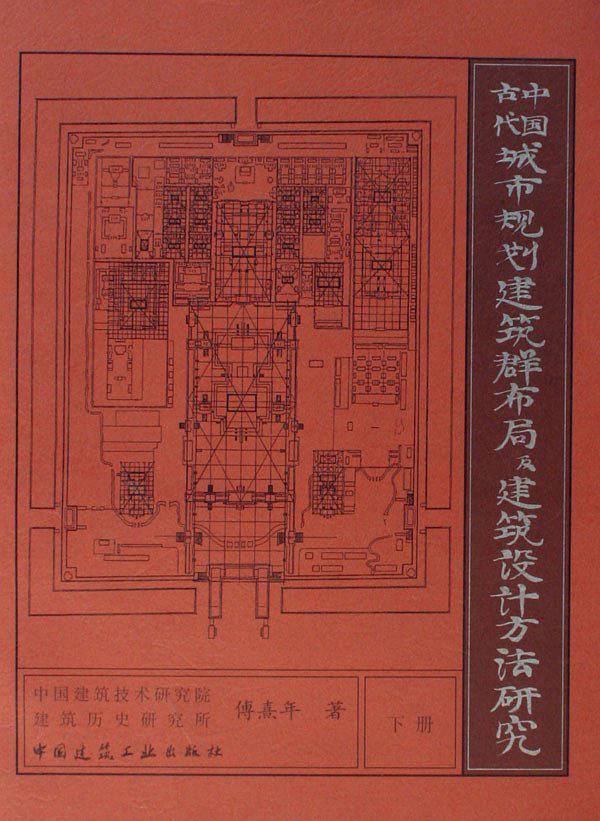 中国
古代
城市规划建筑群布局及建筑设计方法研究
中国建筑技术研究院
建筑历史研究所
傅熹年 著
中国建筑工业出版社
下册